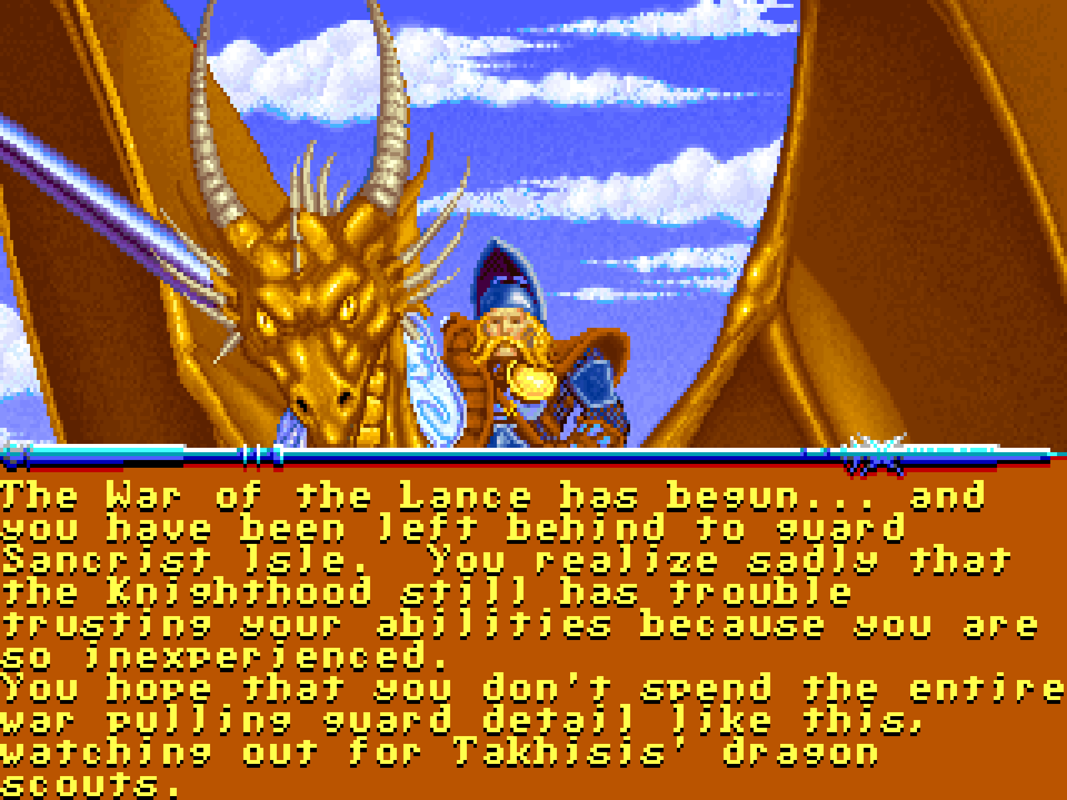 The War of the Lance has begun... and
you have been left behind to guard
Sancrist Isle.  You realize sadly that
the Knighthood still has trouble
trusting your abilities because you are
so inexperienced.
You hope that you don't spend the entire
war pulling guard detail like this,
watching out for Takhisis' dragon
scouts.